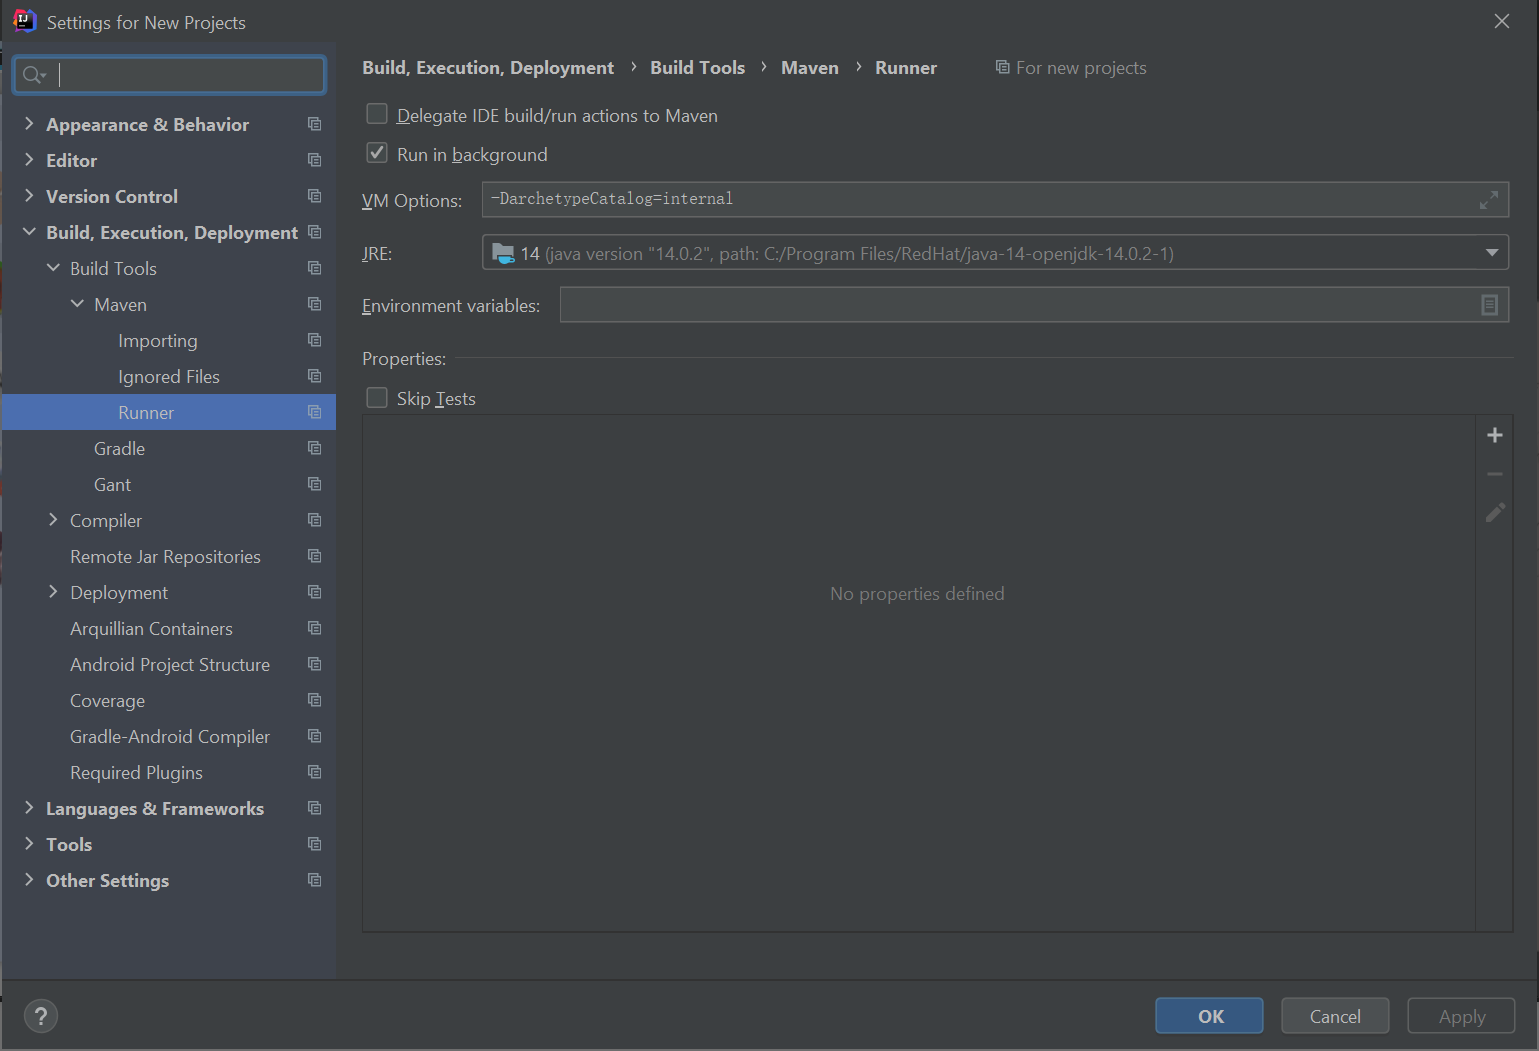 Settings for New Projects
Appearance & Behavior
Editor
Version Control
Build, Execution, Deployment
Build Tools
Maven
Importing
Ignored Files
Runner
Gradle
Gant
Compiler
Remote Jar Repositories
Deployment
Arquillian Containers
Android Project Structure
Coverage
Gradle-Android Compiler
Required Plugins
Languages & Frameworks
Tools
Other Settings
Build, Execution, Deployment › Build Tools › Maven › Runner For new projects
Delegate IDE build/run actions to Maven
Run in background
VM Options: -DarchetypeCatalog=internal
JRE: 14 (java version "14.0.2", path: C:/Program Files/RedHat/java-14-openjdk-14.0.2-1)
Environment variables:
Properties:
Skip Tests
No properties defined
? OK Cancel Apply